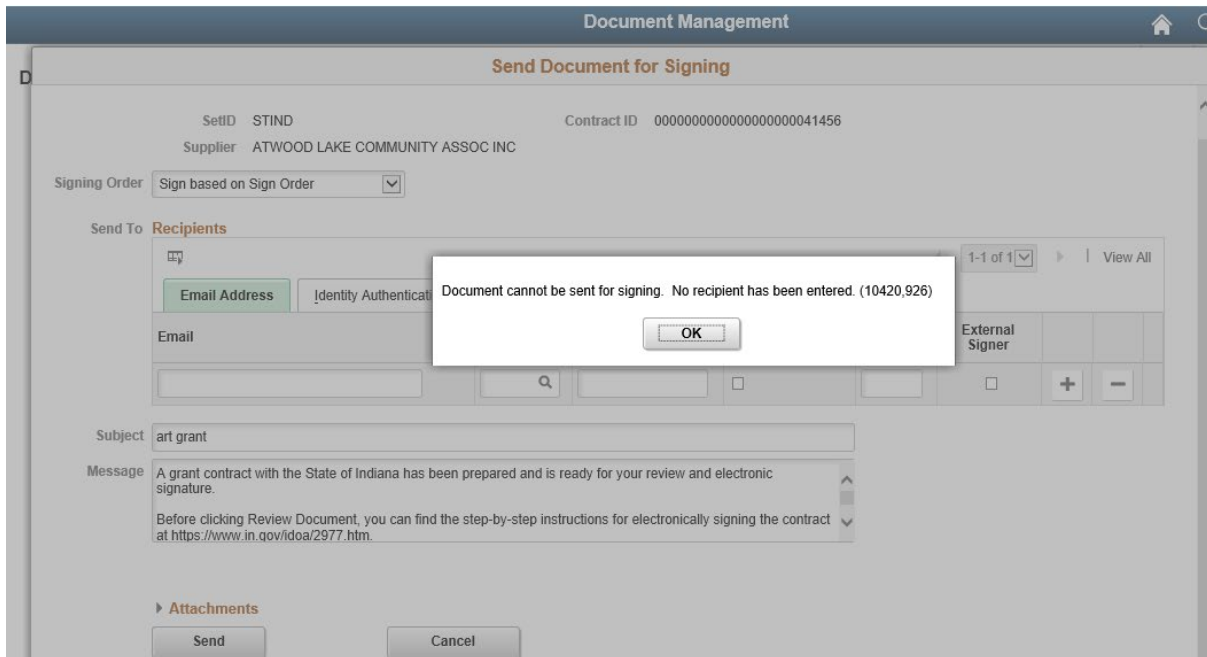 Document Management
Send Document for Signing
D
SetID STIND Contract ID 0000000000000000000041456
Supplier ATWOOD LAKE COMMUNITY ASSOC INC
Signing Order Sign based on Sign Order
Send To Recipients
1-1 of 1 | View All
Email Address Identity Authenticati
Document cannot be sent for signing. No recipient has been entered. (10420,926)
OK
Email External Signer
Subject art grant
Message A grant contract with the State of Indiana has been prepared and is ready for your review and electronic
signature.
Before clicking Review Document, you can find the step-by-step instructions for electronically signing the contract
at https://www.in.gov/idoa/2977.htm.
Attachments
Send Cancel